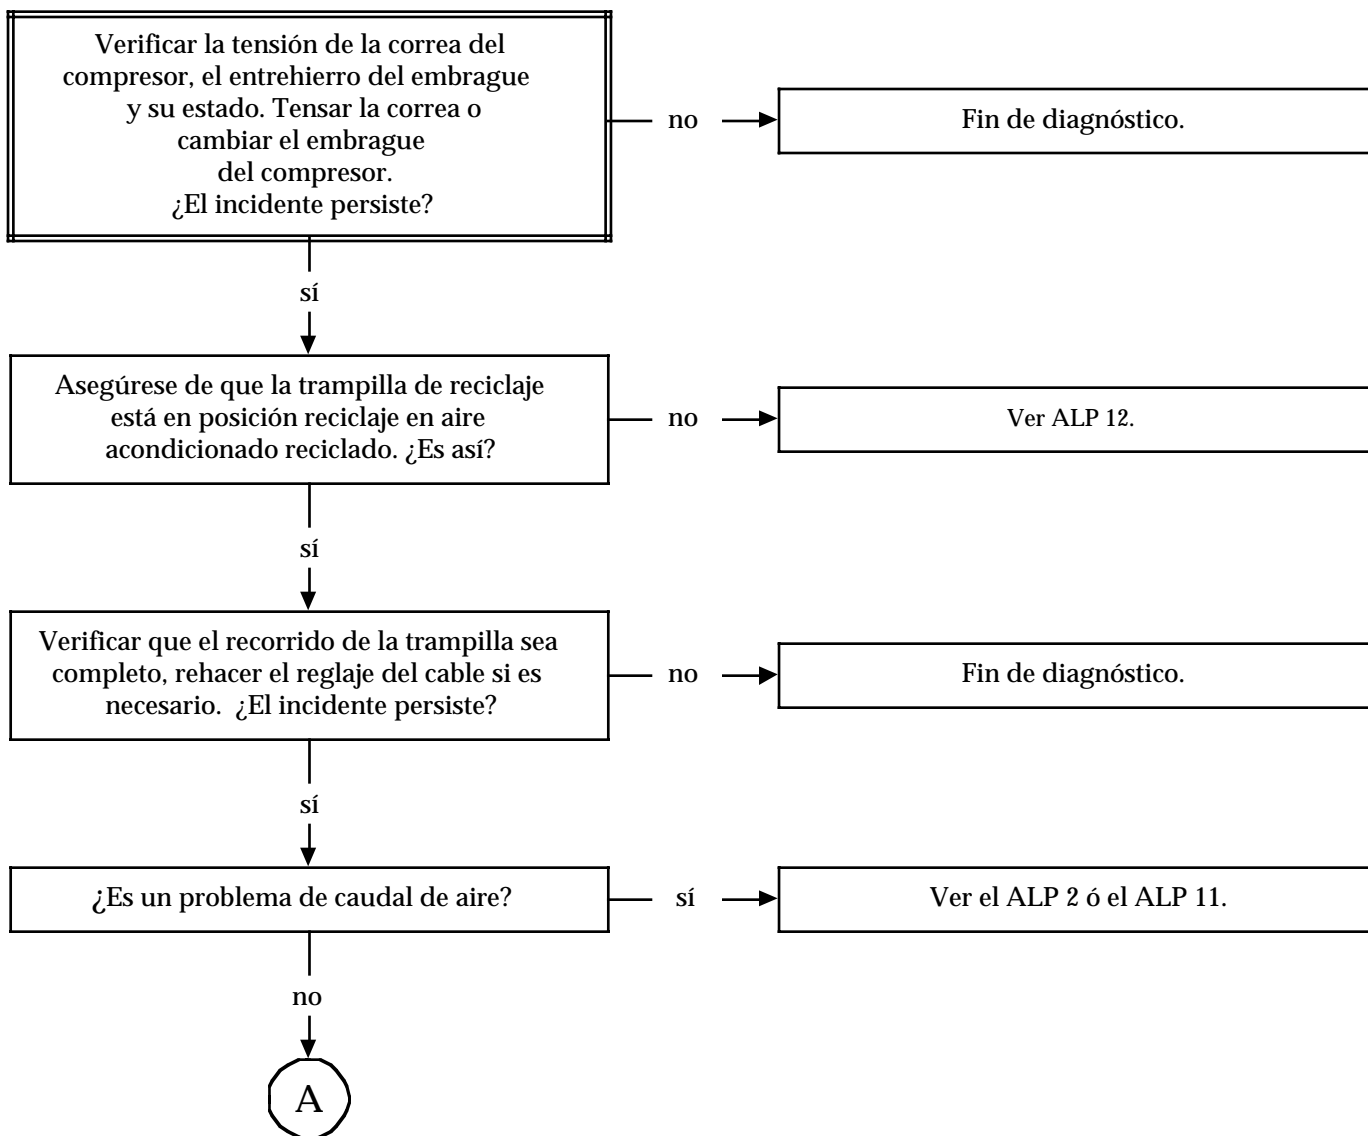 Verificar la tensión de la correa del
compresor, el entrehierro del embrague
y su estado. Tensar la correa o
cambiar el embrague
del compresor.
¿El incidente persiste?
no
Fin de diagnóstico.
sí
Asegúrese de que la trampilla de reciclaje
está en posición reciclaje en aire
acondicionado reciclado. ¿Es así?
no
Ver ALP 12.
sí
Verificar que el recorrido de la trampilla sea
completo, rehacer el reglaje del cable si es
necesario. ¿El incidente persiste?
no
Fin de diagnóstico.
sí
¿Es un problema de caudal de aire?
sí
Ver el ALP 2 ó el ALP 11.
no
A